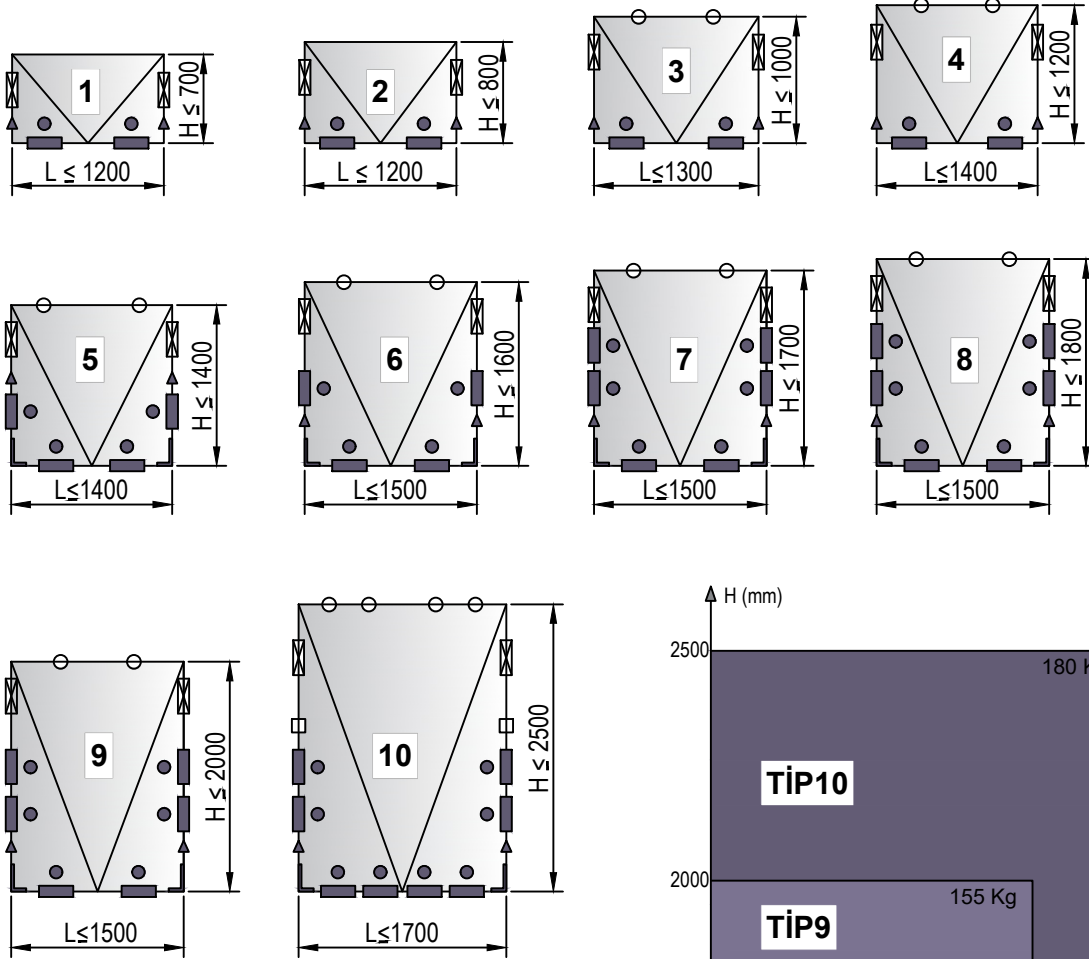 1
H ≤ 700
L ≤ 1200
2
H ≤ 800
L ≤ 1200
3
H ≤ 1000
L≤1300
4
H ≤ 1200
L≤1400
5
H ≤ 1400
L≤1400
6
H ≤ 1600
L≤1500
7
H ≤ 1700
L≤1500
8
H ≤ 1800
L≤1500
9
H ≤ 2000
L≤1500
10
H ≤ 2500
L≤1700
H (mm)
2500
180 K
TİP10
2000
155 Kg
TİP9